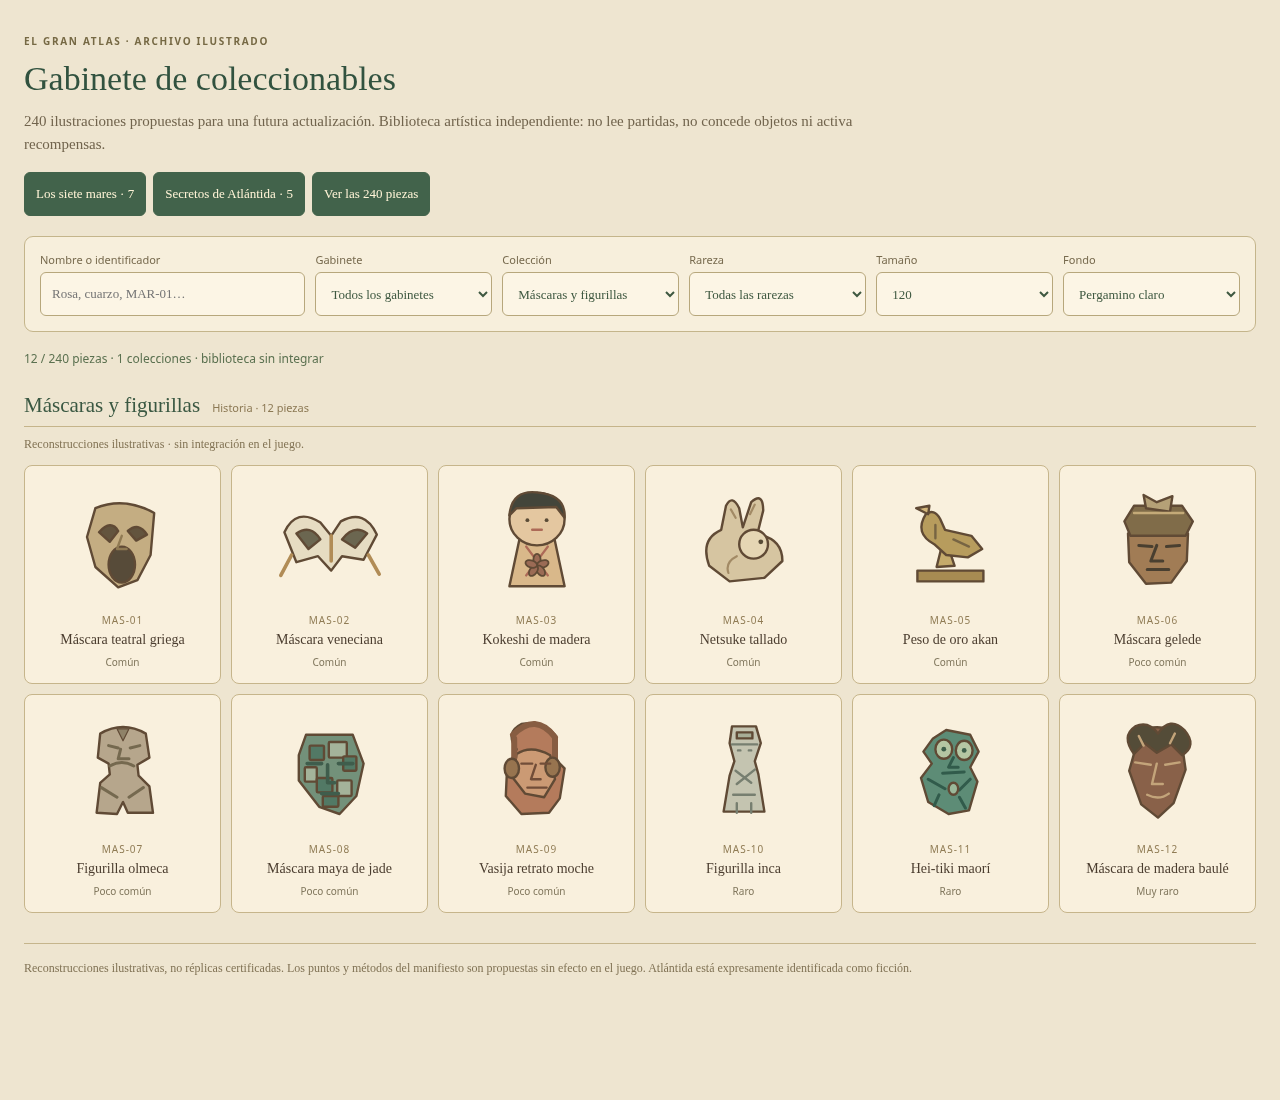 EL GRAN ATLAS · ARCHIVO ILUSTRADO
Gabinete de coleccionables
240 ilustraciones propuestas para una futura actualización. Biblioteca artística independiente: no lee partidas, no concede objetos ni activa
recompensas.
Los siete mares · 7
Secretos de Atlántida · 5
Ver las 240 piezas
Nombre o identificador
Gabinete
Colección
Rareza
Tamaño
Fondo
Rosa, cuarzo, MAR-01…
Todos los gabinetes
Máscaras y figurillas
Todas las rarezas
120
Pergamino claro
12 / 240 piezas · 1 colecciones · biblioteca sin integrar
Máscaras y figurillas
Historia · 12 piezas
Reconstrucciones ilustrativas · sin integración en el juego.
MAS-01
Máscara teatral griega
Común
MAS-02
Máscara veneciana
Común
MAS-03
Kokeshi de madera
Común
MAS-04
Netsuke tallado
Común
MAS-05
Peso de oro akan
Común
MAS-06
Máscara gelede
Poco común
MAS-07
Figurilla olmeca
Poco común
MAS-08
Máscara maya de jade
Poco común
MAS-09
Vasija retrato moche
Poco común
MAS-10
Figurilla inca
Raro
MAS-11
Hei-tiki maorí
Raro
MAS-12
Máscara de madera baulé
Muy raro
Reconstrucciones ilustrativas, no réplicas certificadas. Los puntos y métodos del manifiesto son propuestas sin efecto en el juego. Atlántida está expresamente identificada como ficción.